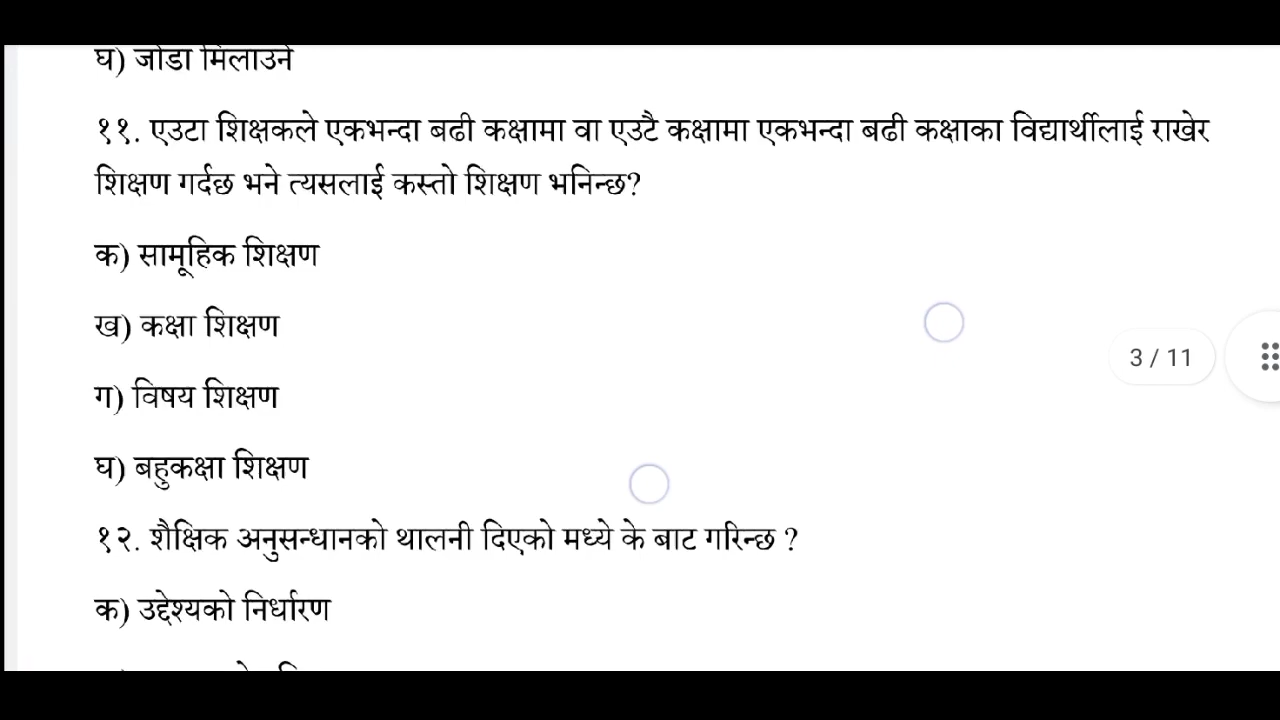 घ) जोडा मिलाउने
११. एउटा शिक्षकले एकभन्दा बढी कक्षामा वा एउटै कक्षामा एकभन्दा बढी कक्षाका विद्यार्थीलाई राखेर
शिक्षण गर्दछ भने त्यसलाई कस्तो शिक्षण भनिन्छ?
क) सामूहिक शिक्षण
ख) कक्षा शिक्षण
3 / 11
ग) विषय शिक्षण
घ) बहुकक्षा शिक्षण
१२. शैक्षिक अनुसन्धानको थालनी दिएको मध्ये के बाट गरिन्छ ?
क) उद्देश्यको निर्धारण